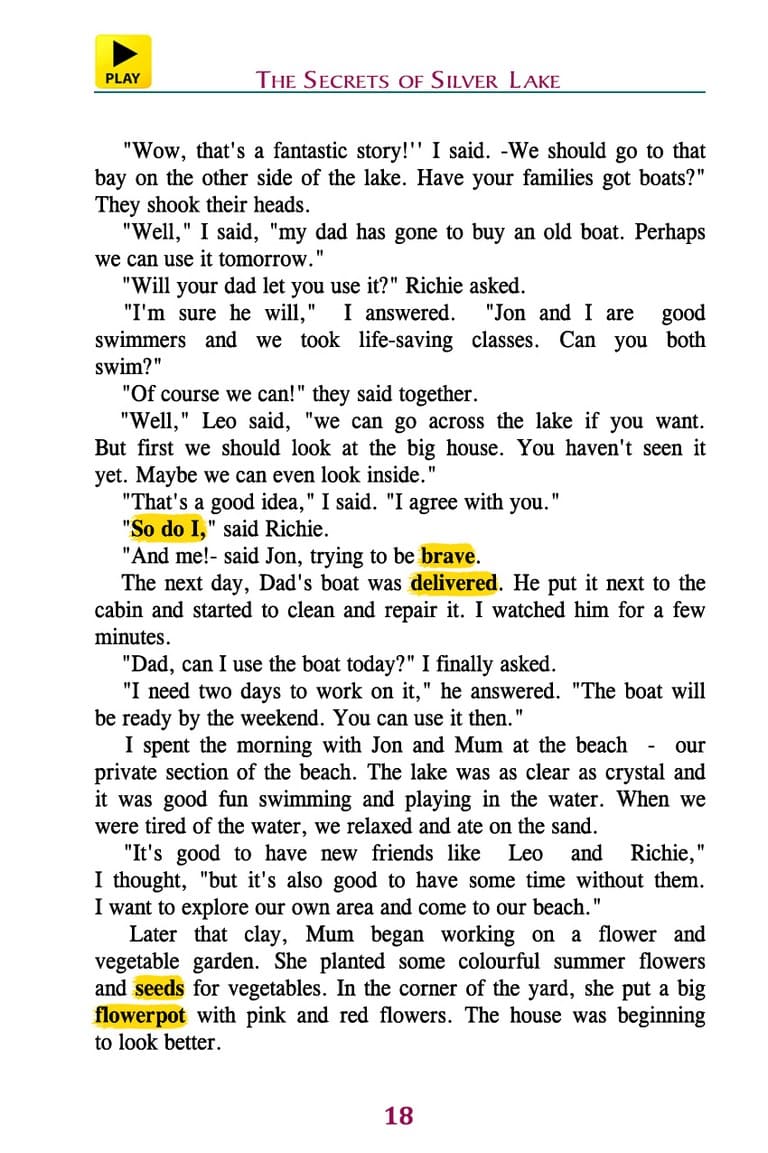 PLAY
THE SECRETS OF SILVER LAKE
"Wow, that's a fantastic story!'' I said. -We should go to that
bay on the other side of the lake. Have your families got boats?"
They shook their heads.
"Well," I said, "my dad has gone to buy an old boat. Perhaps
we can use it tomorrow."
"Will your dad let you use it?" Richie asked.
"I'm sure he will," I answered. "Jon and I are good
swimmers and we took life-saving classes. Can you both
swim?"
"Of course we can!" they said together.
"Well," Leo said, "we can go across the lake if you want.
But first we should look at the big house. You haven't seen it
yet. Maybe we can even look inside."
"That's a good idea," I said. "I agree with you."
"So do I," said Richie.
"And me!- said Jon, trying to be brave.
The next day, Dad's boat was delivered. He put it next to the
cabin and started to clean and repair it. I watched him for a few
minutes.
"Dad, can I use the boat today?" I finally asked.
"I need two days to work on it," he answered. "The boat will
be ready by the weekend. You can use it then."
I spent the morning with Jon and Mum at the beach - our
private section of the beach. The lake was as clear as crystal and
it was good fun swimming and playing in the water. When we
were tired of the water, we relaxed and ate on the sand.
"It's good to have new friends like Leo and Richie,"
I thought, "but it's also good to have some time without them.
I want to explore our own area and come to our beach."
Later that clay, Mum began working on a flower and
vegetable garden. She planted some colourful summer flowers
and seeds for vegetables. In the corner of the yard, she put a big
flowerpot with pink and red flowers. The house was beginning
to look better.
18